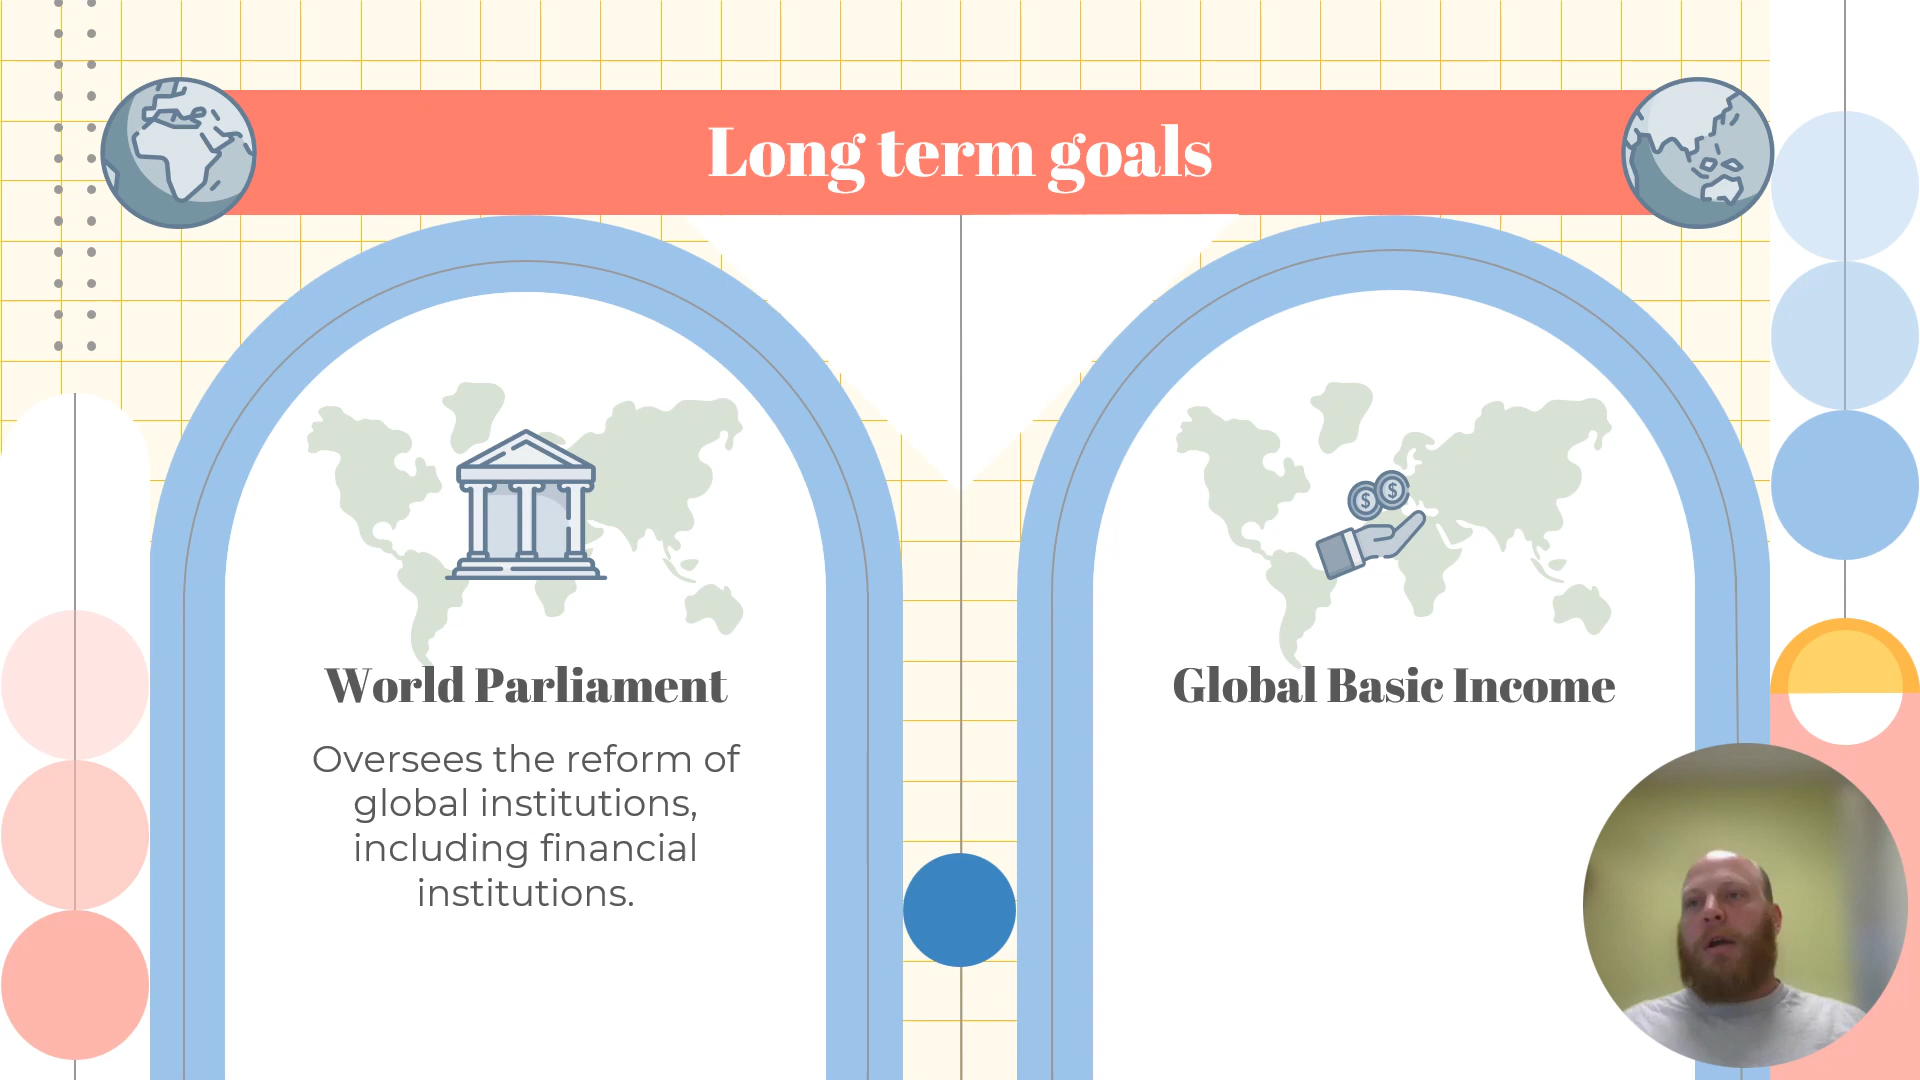 Long term goals
World Parliament
Oversees the reform of
global institutions,
including financial
institutions.
$ $
Global Basic Income